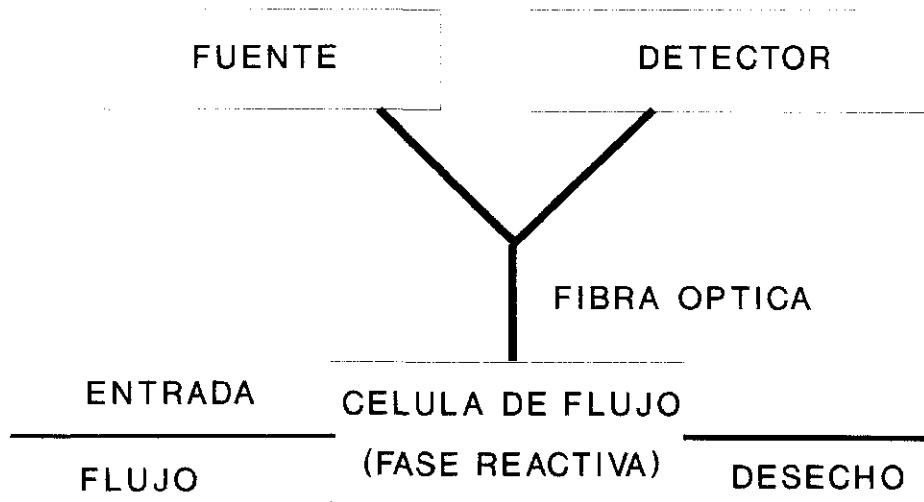 FUENTE
DETECTOR
FIBRA OPTICA
ENTRADA
CELULA DE FLUJO
(FASE REACTIVA)
FLUJO
DESECHO